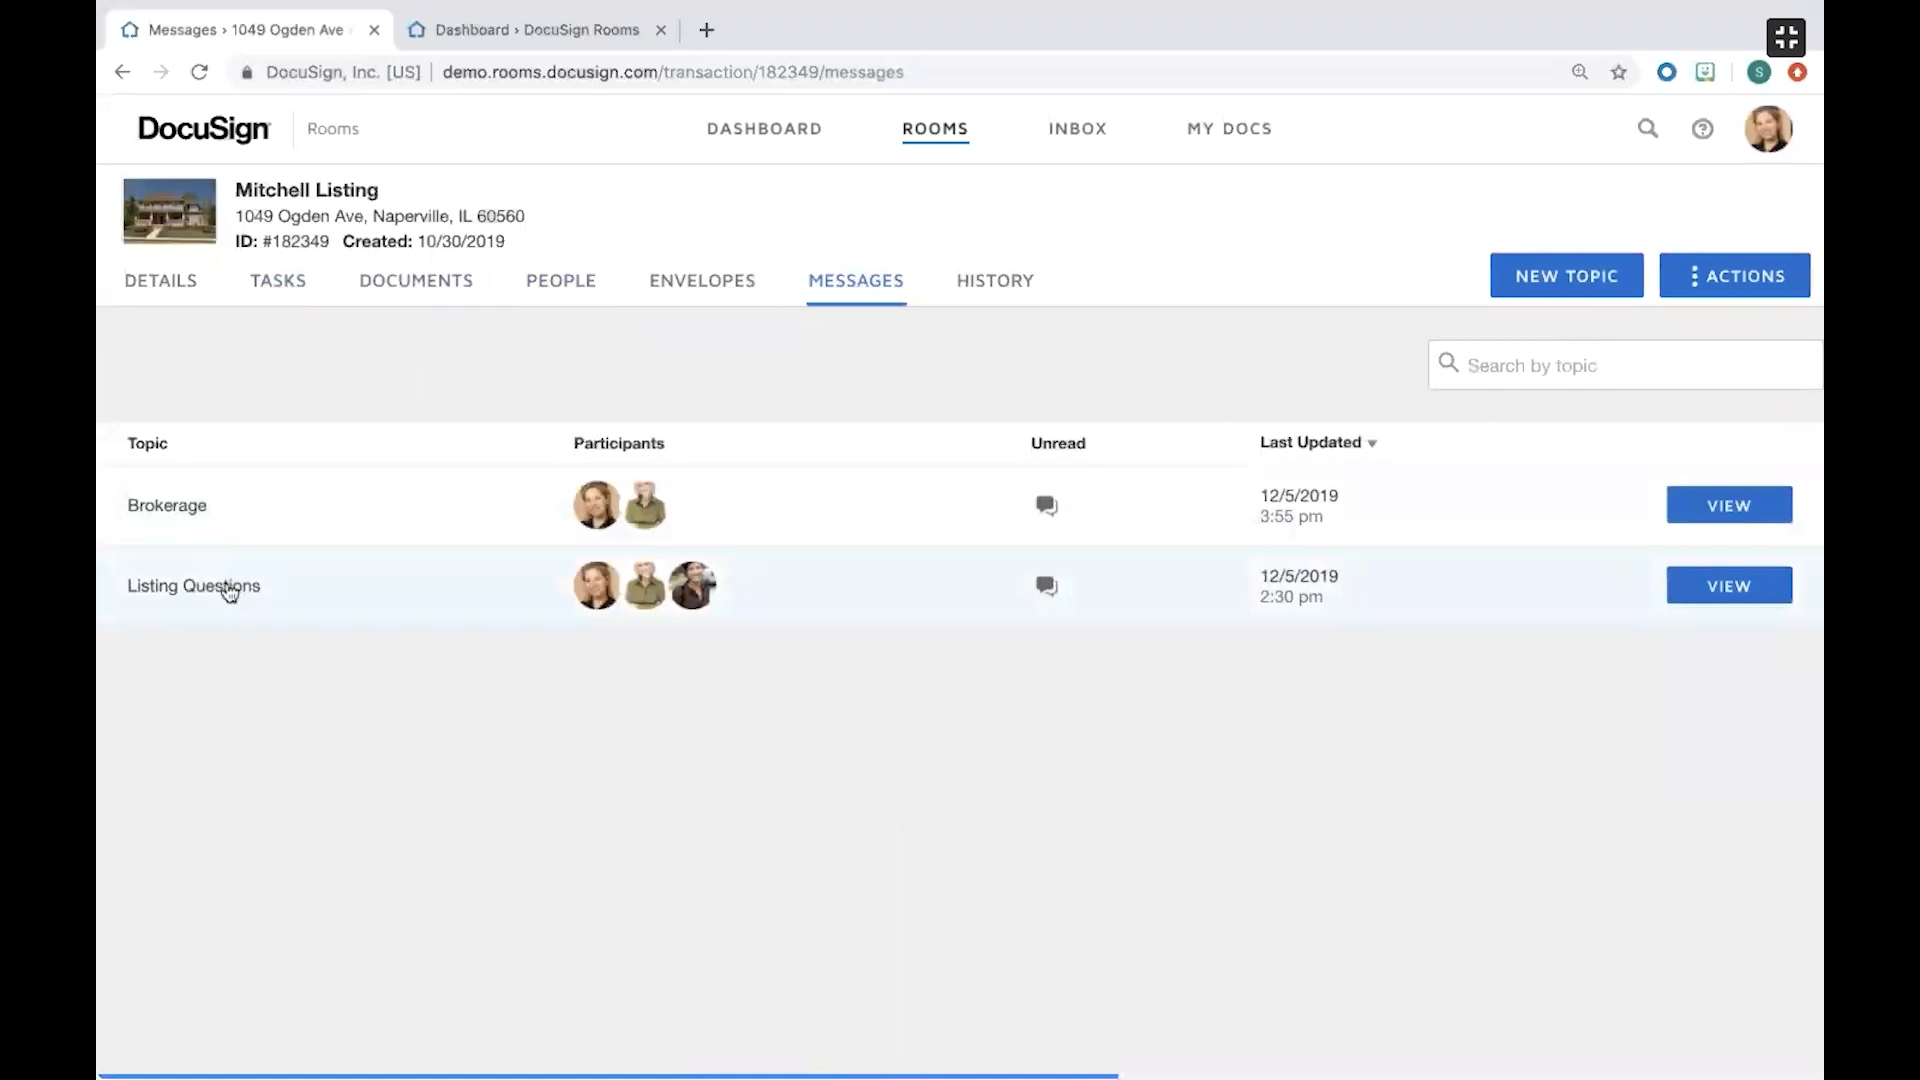 Messages › 1049 Ogden Ave
Dashboard › DocuSign Rooms
DocuSign, Inc. [US]
demo.rooms.docusign.com/transaction/182349/messages
S
DocuSign
Rooms
DASHBOARD
ROOMS
INBOX
MY DOCS
Mitchell Listing
1049 Ogden Ave, Naperville, IL 60560
ID: #182349 Created: 10/30/2019
DETAILS
TASKS
DOCUMENTS
PEOPLE
ENVELOPES
MESSAGES
HISTORY
NEW TOPIC
ACTIONS
Search by topic
Topic
Participants
Unread
Last Updated
Brokerage
12/5/2019
3:55 pm
VIEW
Listing Questions
12/5/2019
2:30 pm
VIEW